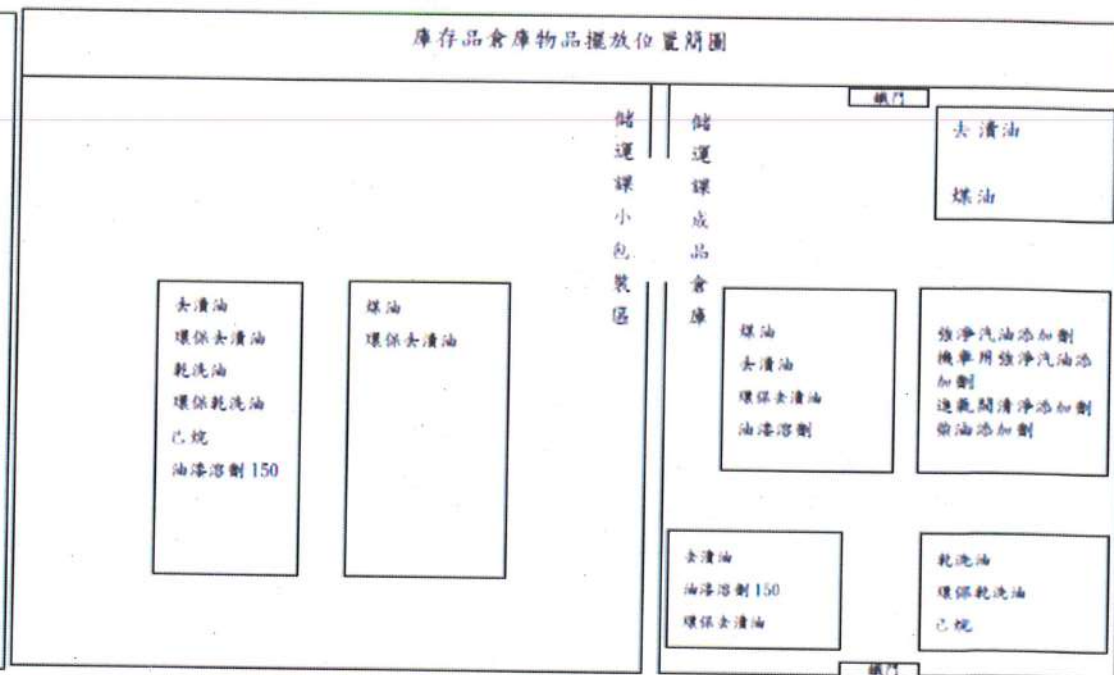 庫存品倉庫物品擺放位置簡圖
儲運課小包裝區
去漬油
環保去漬油
乾洗油
環保乾洗油
己烷
油漆溶劑 150
煤油
環保去漬油
儲運課成品倉庫
鐵門
去漬油
煤油
煤油
去漬油
環保去漬油
油漆溶劑
強淨汽油添加劑
機車用強淨汽油添
加劑
進氣閥清淨添加劑
柴油添加劑
去漬油
油漆溶劑 150
環保去漬油
乾洗油
環保乾洗油
己烷
鐵門